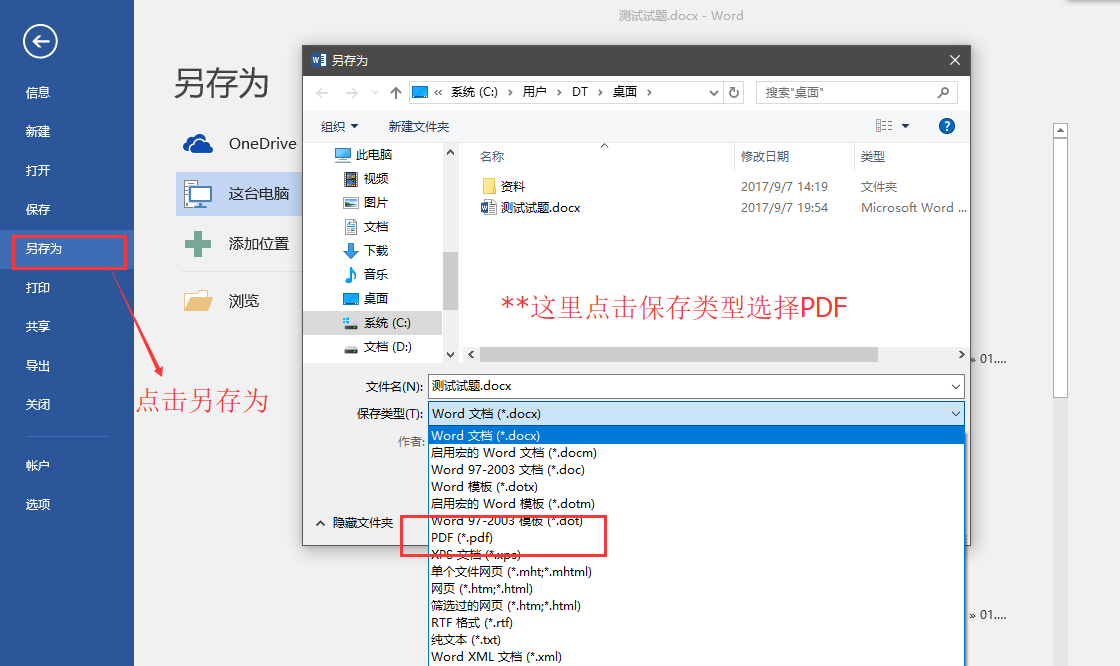 测试试题.docx - Word
信息
新建
打开
保存
另存为
打印
共享
导出
关闭
帐户
选项
另存为
OneDrive
这台电脑
添加位置
浏览
点击另存为
另存为
« 系统 (C:) › 用户 › DT › 桌面 ›
搜索"桌面"
组织
新建文件夹
此电脑
视频
图片
文档
下载
音乐
桌面
系统 (C:)
文档 (D:)
名称 修改日期 类型
资料 2017/9/7 14:19 文件夹
测试试题.docx 2017/9/7 19:54 Microsoft Word ...
**这里点击保存类型选择PDF
» 01....
文件名(N): 测试试题.docx
保存类型(T): Word 文档 (*.docx)
作者:
隐藏文件夹
Word 文档 (*.docx)
启用宏的 Word 文档 (*.docm)
Word 97-2003 文档 (*.doc)
Word 模板 (*.dotx)
启用宏的 Word 模板 (*.dotm)
Word 97-2003 模板 (*.dot)
PDF (*.pdf)
XPS 文档 (*.xps)
单个文件网页 (*.mht;*.mhtml)
网页 (*.htm;*.html)
筛选过的网页 (*.htm;*.html)
RTF 格式 (*.rtf)
纯文本 (*.txt)
Word XML 文档 (*.xml)
» 01....